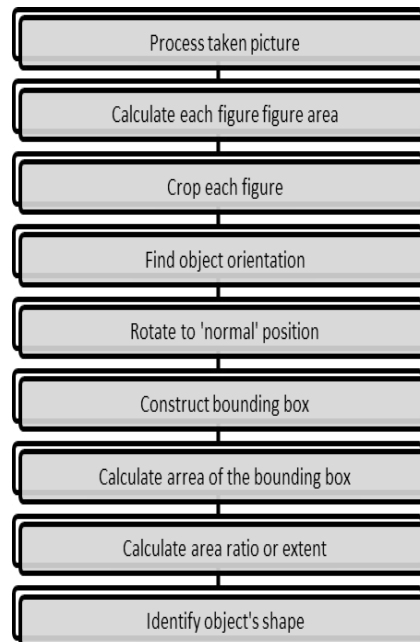 Process taken picture
Calculate each figure figure area
Crop each figure
Find object orientation
Rotate to 'normal' position
Construct bounding box
Calculate arrea of the bounding box
Calculate area ratio or extent
Identify object's shape